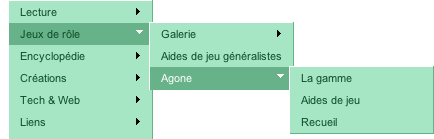 Lecture
Jeux de rôle
Encyclopédie
Créations
Tech & Web
Liens
Galerie
Aides de jeu généralistes
Agone
La gamme
Aides de jeu
Recueil